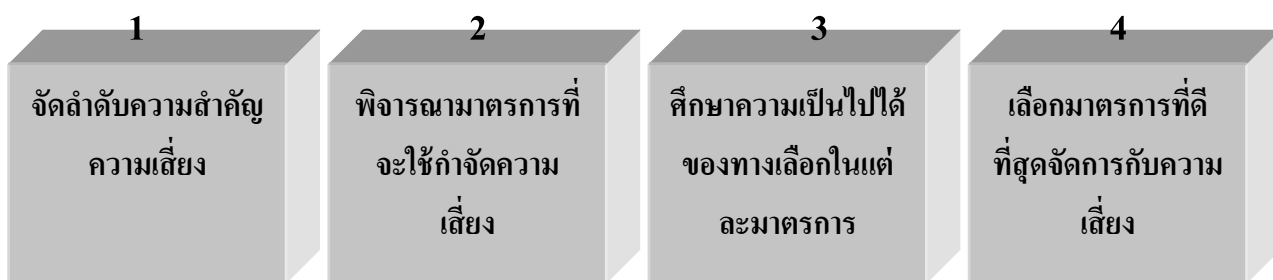 1
จัดลำดับความสำคัญ
ความเสี่ยง
2
พิจารณามาตรการที่
จะใช้กำจัดความ
เสี่ยง
3
ศึกษาความเป็นไปได้
ของทางเลือกในแต่
ละมาตรการ
4
เลือกมาตรการที่ดี
ที่สุดจัดการกับความ
เสี่ยง